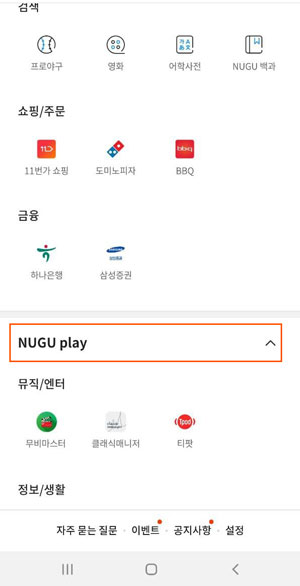 검색
프로야구 영화 어학사전 NUGU 백과
쇼핑/주문
11번가 쇼핑 도미노피자 BBQ
금융
하나은행 삼성증권
NUGU play
뮤직/엔터
무비마스터 클래식매니저 티팟
정보/생활
자주 묻는 질문 · 이벤트 · 공지사항 · 설정